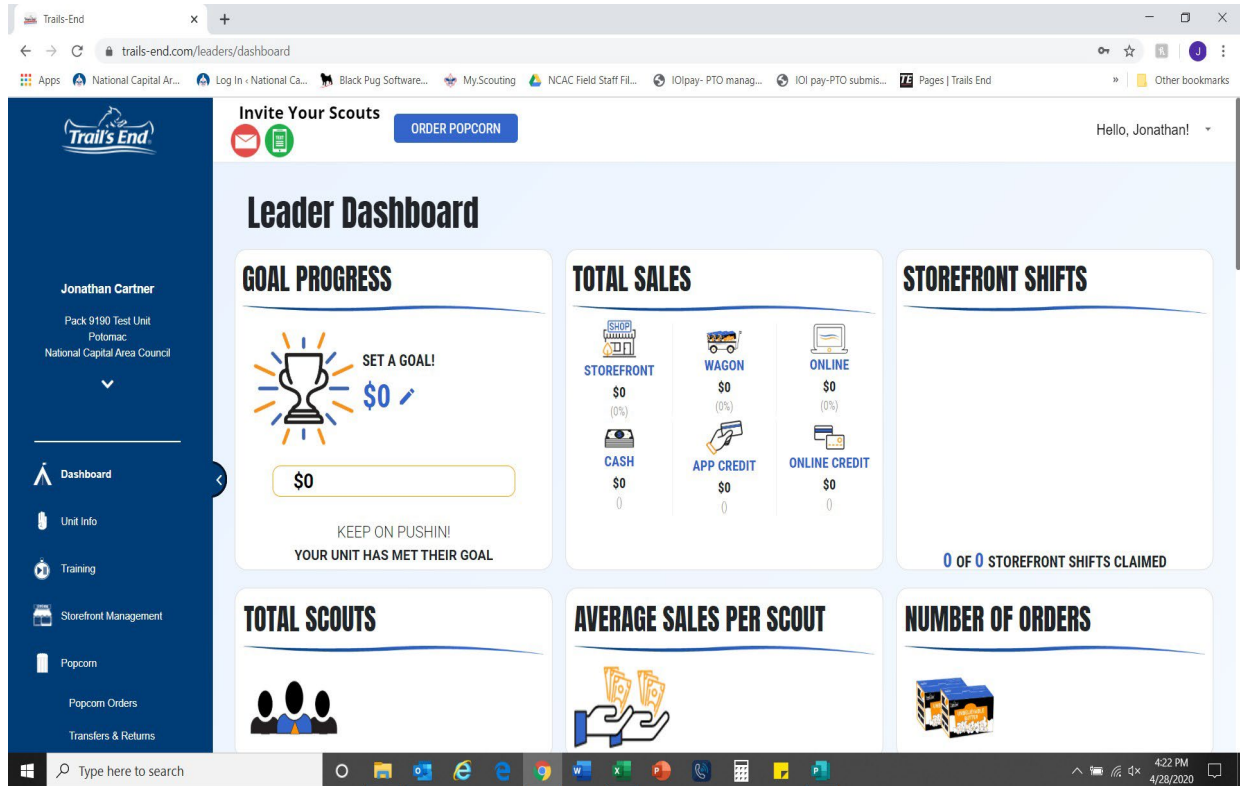 Trails-End
trails-end.com/leaders/dashboard
J
Apps
National Capital Ar...
Log In ‹ National Ca...
Black Pug Software...
My.Scouting
NCAC Field Staff Fil...
IOIpay- PTO manag...
IOI pay-PTO submis...
TE
Pages | Trails End
»
Other bookmarks
Trail's End
Invite Your Scouts
ORDER POPCORN
Hello, Jonathan!
Jonathan Cartner
Pack 9190 Test Unit
Potomac
National Capital Area Council
Dashboard
Unit Info
Training
Storefront Management
Popcorn
Popcorn Orders
Transfers & Returns
Leader Dashboard
GOAL PROGRESS
SET A GOAL!
$0
$0
KEEP ON PUSHIN!
YOUR UNIT HAS MET THEIR GOAL
TOTAL SALES
SHOP
STOREFRONT
$0
(0%)
WAGON
$0
(0%)
ONLINE
$0
(0%)
CASH
$0
()
APP CREDIT
$0
()
ONLINE CREDIT
$0
()
STOREFRONT SHIFTS
0 OF 0 STOREFRONT SHIFTS CLAIMED
TOTAL SCOUTS
AVERAGE SALES PER SCOUT
NUMBER OF ORDERS
Type here to search
4:22 PM
4/28/2020